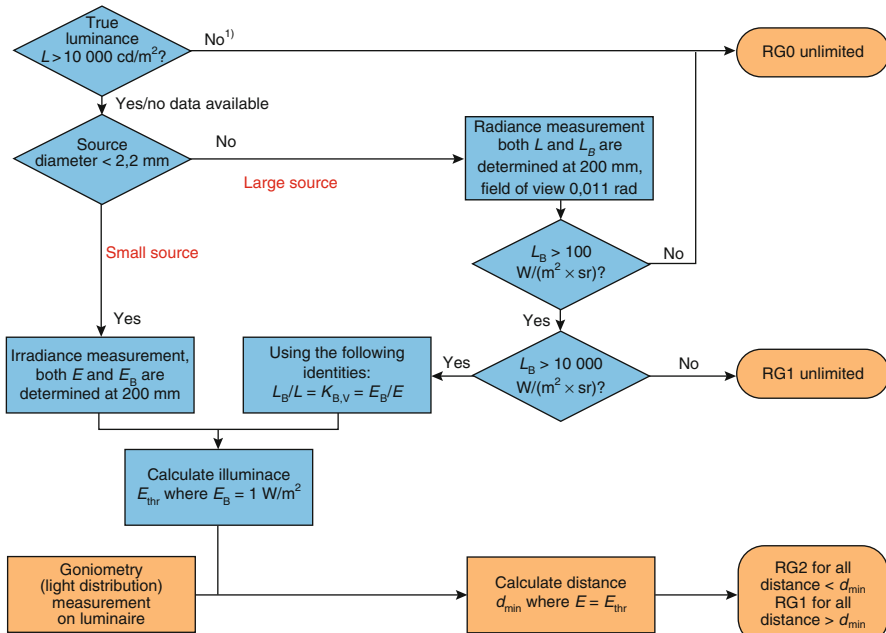 True
luminance
L > 10 000 cd/m²?
No¹⁾
RG0 unlimited
Yes/no data available
Source
diameter < 2,2 mm
No
Large source
Radiance measurement
both L and L_B are
determined at 200 mm,
field of view 0,011 rad
Small source
L_B > 100
W/(m² × sr)?
No
Yes
Yes
Irradiance measurement,
both E and E_B are
determined at 200 mm
Using the following
identities:
L_B/L = K_B,V = E_B/E
Yes
L_B > 10 000
W/(m² × sr)?
No
RG1 unlimited
Calculate illuminace
E_thr where E_B = 1 W/m²
Goniometry
(light distribution)
measurement
on luminaire
Calculate distance
d_min where E = E_thr
RG2 for all
distance < d_min
RG1 for all
distance > d_min